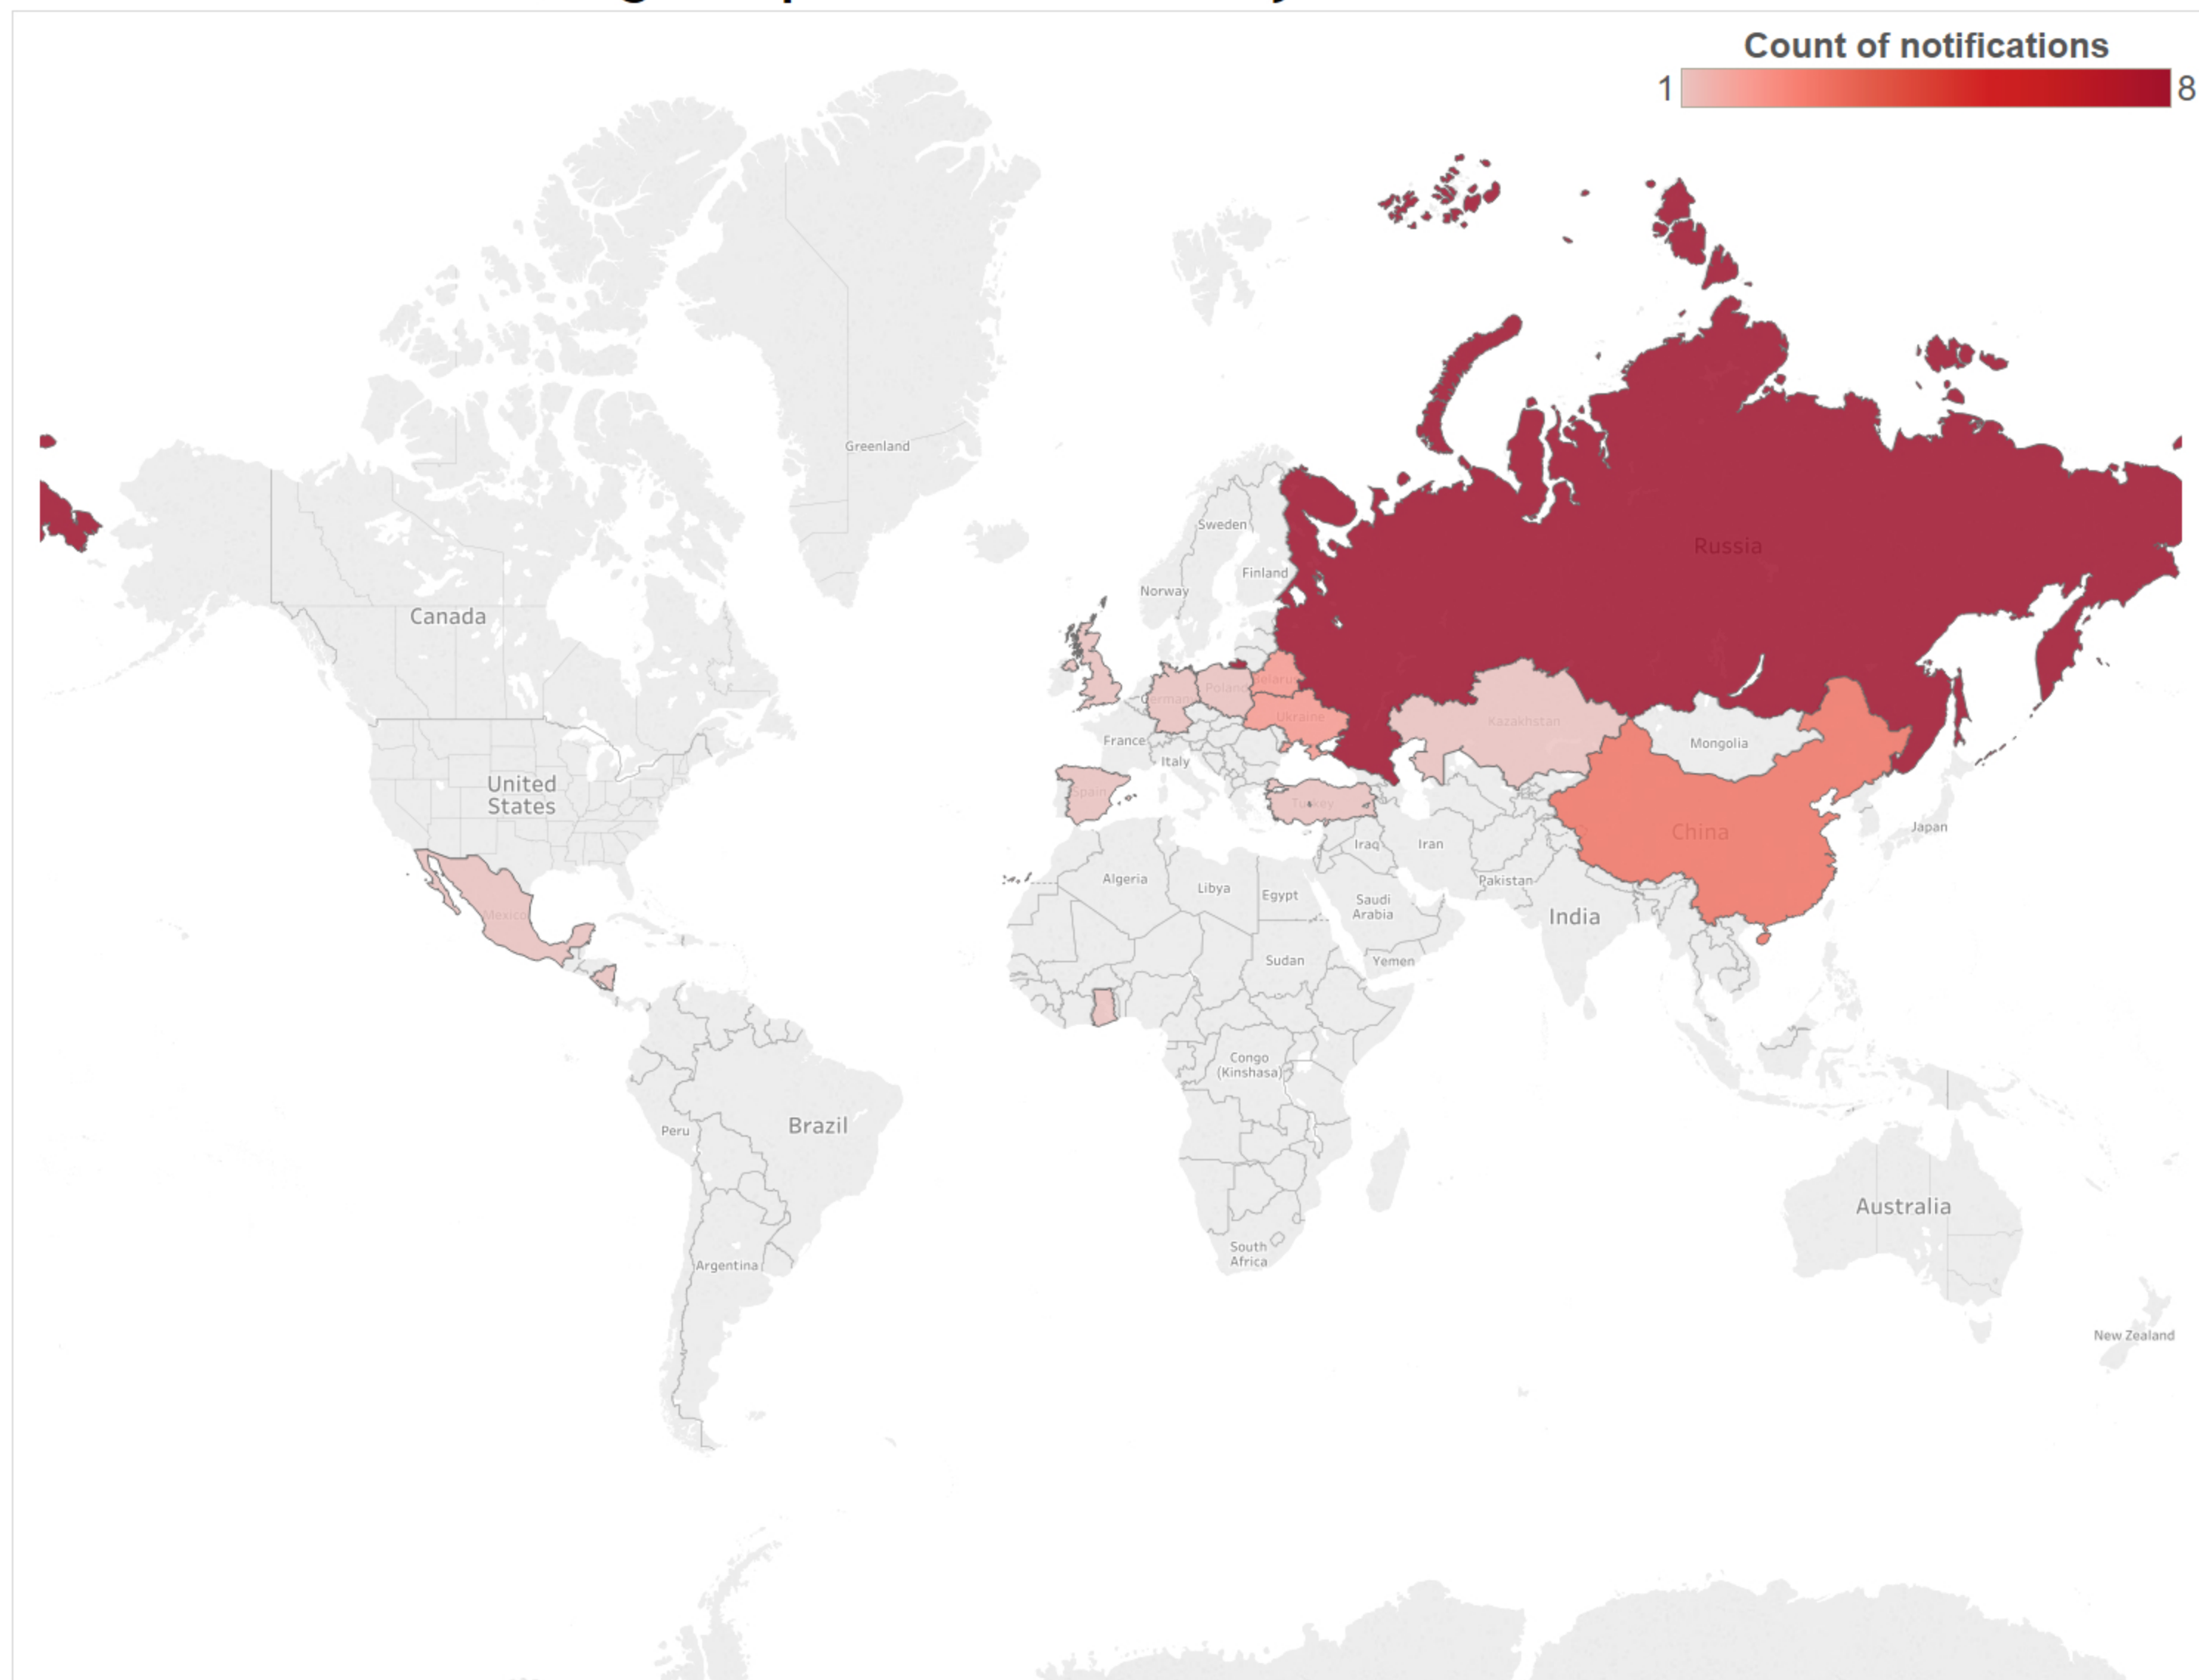 Count of notifications
1 8
Greenland
Sweden
Russia
Finland
Norway
Canada
Belarus
Poland
Germany
Ukraine
Kazakhstan
France
Mongolia
Italy
United
States
Spain
Turkey
China
Japan
Iraq
Iran
Algeria
Libya
Egypt
Pakistan
Saudi
Arabia
India
Mexico
Sudan
Yemen
Congo
(Kinshasa)
Brazil
Peru
Australia
South
Africa
Argentina
New Zealand